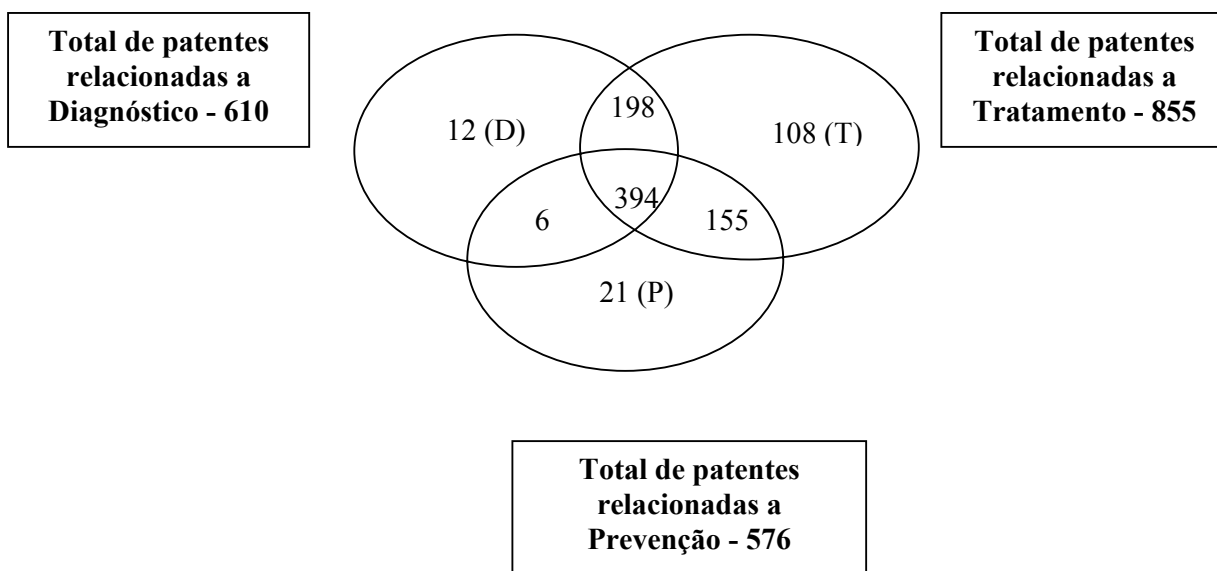 Total de patentes
relacionadas a
Diagnóstico - 610
Total de patentes
relacionadas a
Tratamento - 855
198
12 (D)
108 (T)
394
6
155
21 (P)
Total de patentes
relacionadas a
Prevenção - 576